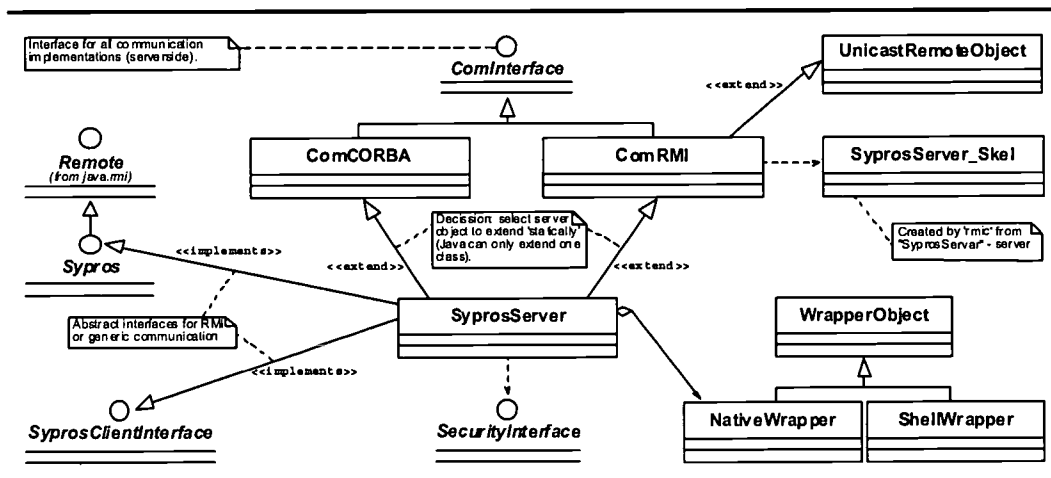 Interface for all communication
implementations (serverside).
ComInterface
UnicastRemoteObject
<<extend>>
Remote
(from java.rmi)
ComCORBA
ComRMI
SyprosServer_Skel
Decission: select server
object to extend 'statically'
(Java can only extend one
class).
Created by 'rmic' from
"SyprosServer" - server
Sypros
<<implements>>
<<extend>>
<<extend>>
SyprosServer
WrapperObject
Abstract interfaces for RMI
or generic communication
<<implements>>
SyprosClientInterface
SecurityInterface
NativeWrapper
ShellWrapper